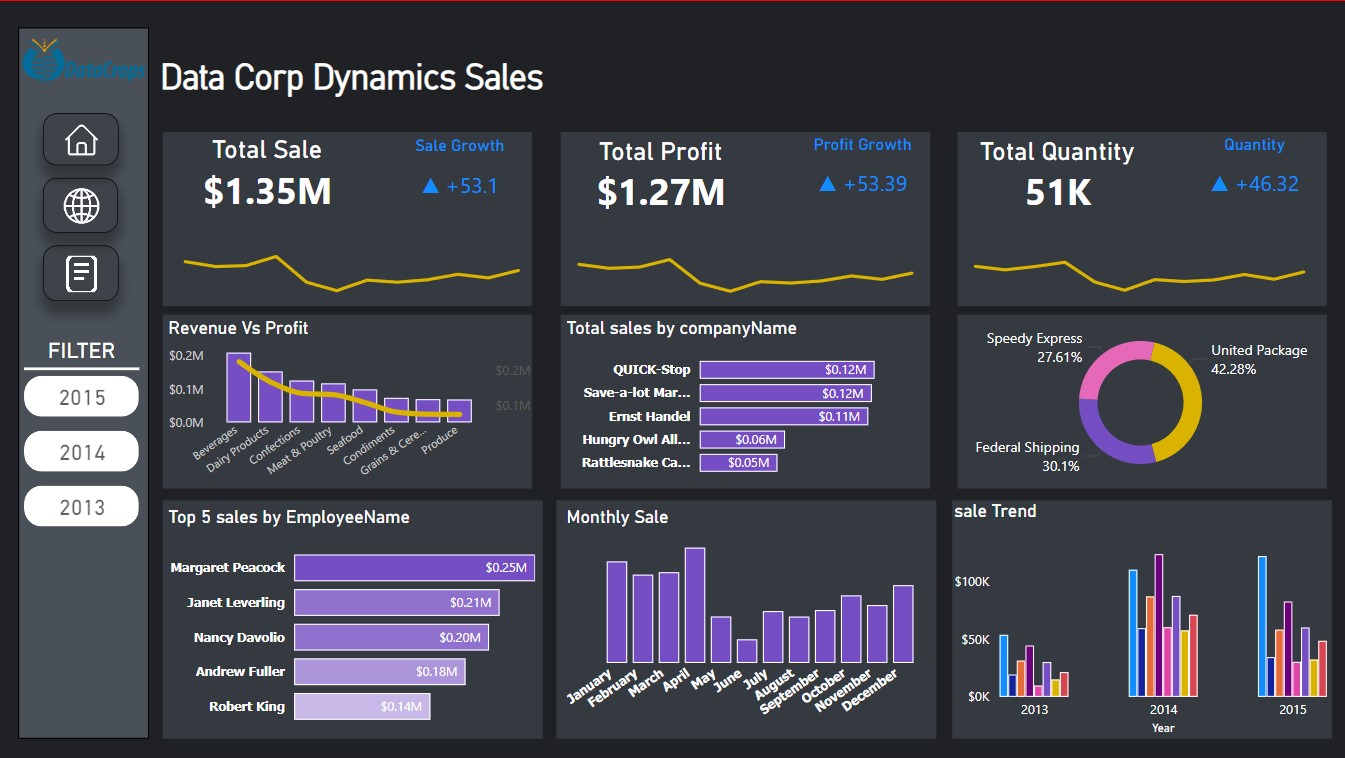 DataCorps
Data Corp Dynamics Sales
Total Sale
Sale Growth
$1.35M
▲ +53.1
Total Profit
Profit Growth
$1.27M
▲ +53.39
Total Quantity
Quantity
51K
▲ +46.32
FILTER
2015
2014
2013
Revenue Vs Profit
$0.2M
$0.1M
$0.0M
$0.2M
$0.1M
Beverages
Dairy Products
Confections
Meat & Poultry
Seafood
Condiments
Grains & Cere...
Produce
Total sales by companyName
QUICK-Stop
$0.12M
Save-a-lot Mar...
$0.12M
Ernst Handel
$0.11M
Hungry Owl All...
$0.06M
Rattlesnake Ca...
$0.05M
Speedy Express
27.61%
United Package
42.28%
Federal Shipping
30.1%
Top 5 sales by EmployeeName
Margaret Peacock
$0.25M
Janet Leverling
$0.21M
Nancy Davolio
$0.20M
Andrew Fuller
$0.18M
Robert King
$0.14M
Monthly Sale
January
February
March
April
May
June
July
August
September
October
November
December
sale Trend
$100K
$50K
$0K
2013
2014
2015
Year